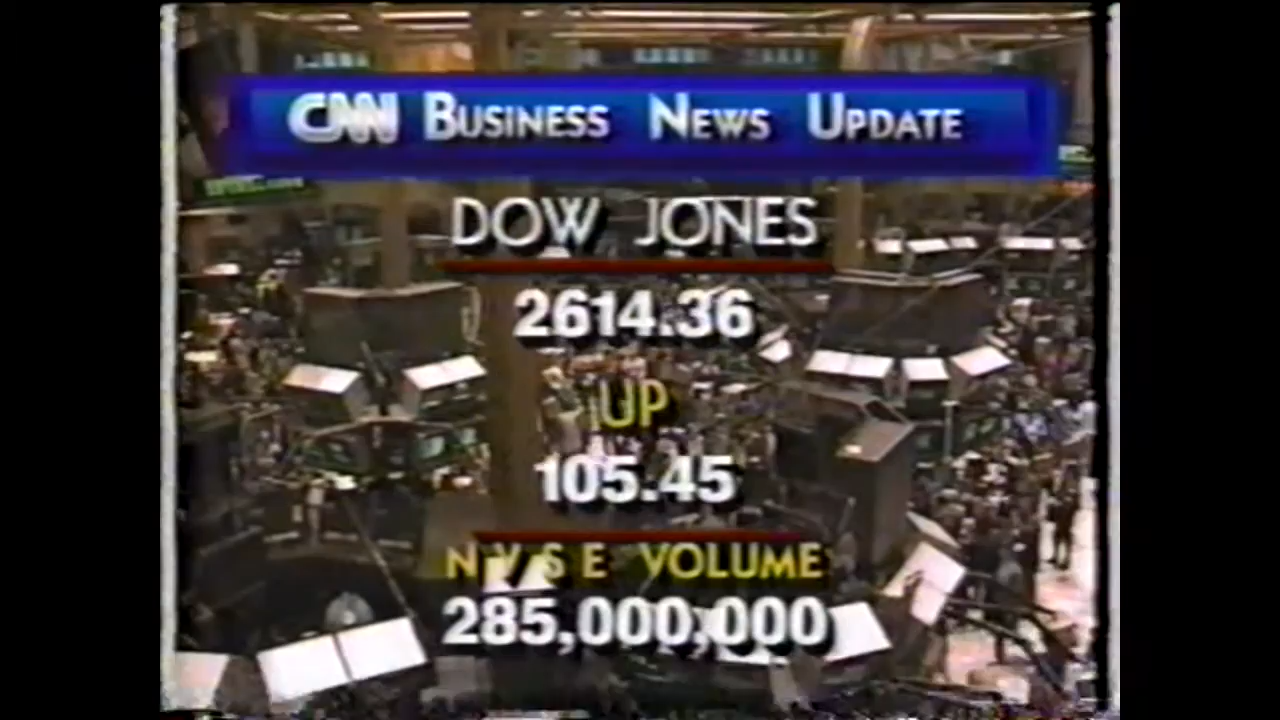 CNN BUSINESS NEWS UPDATE
DOW JONES
2614.36
UP
105.45
NYSE VOLUME
285,000,000